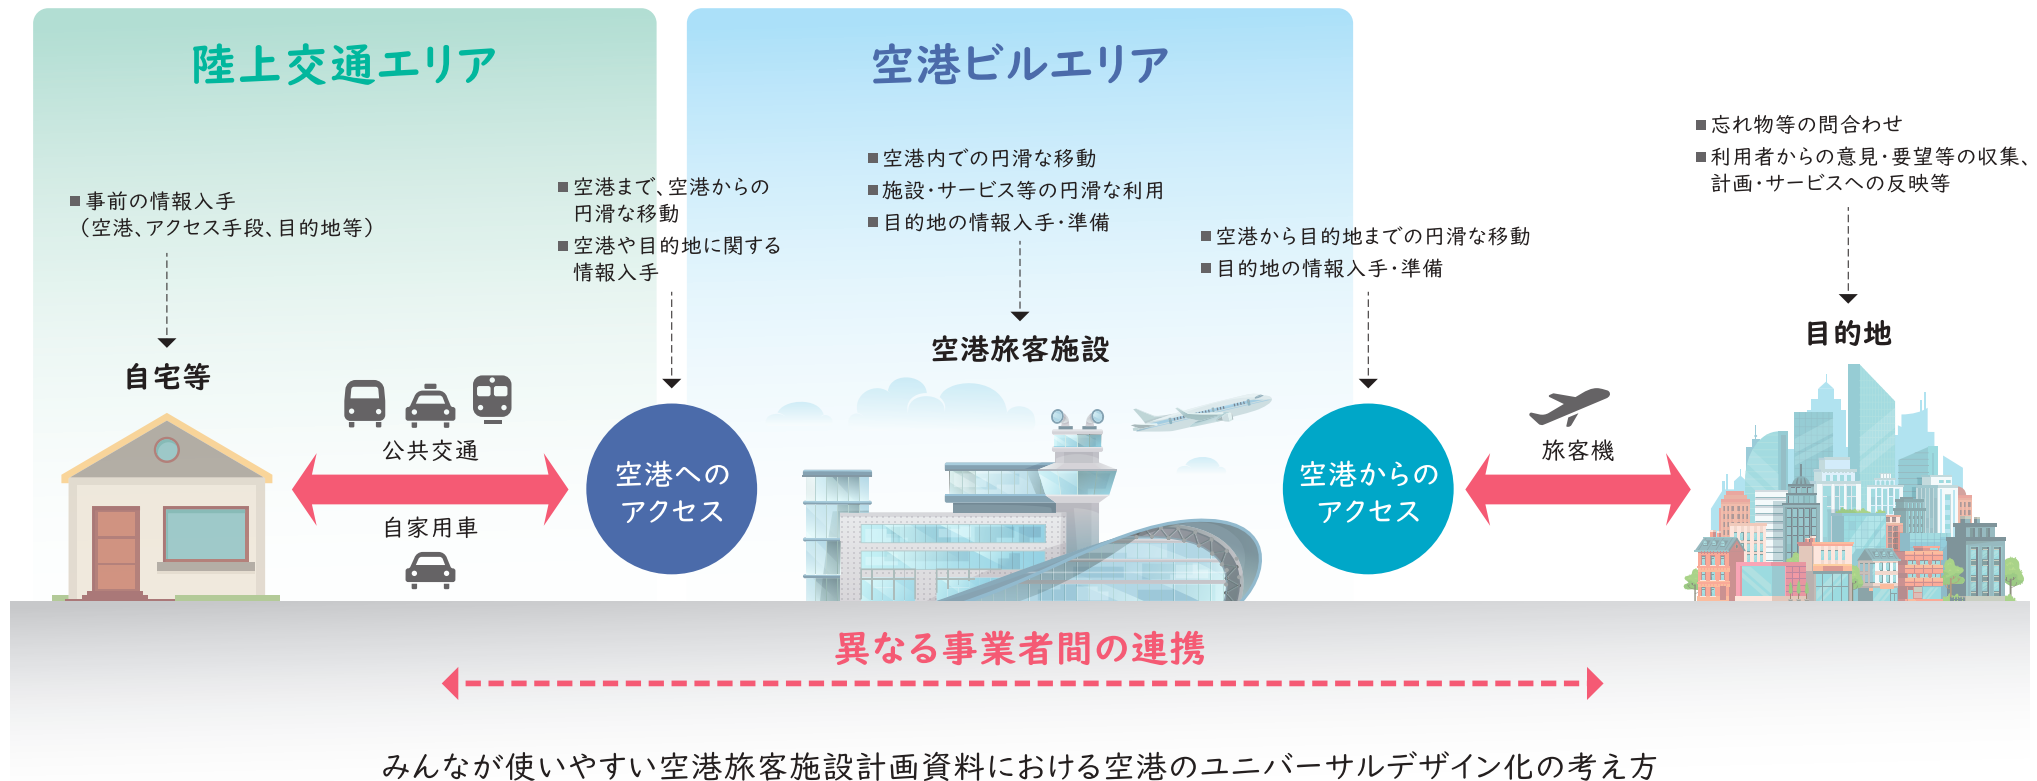 陸上交通エリア
■事前の情報入手
（空港、アクセス手段、目的地等）
自宅等
公共交通
自家用車
■空港まで、空港からの
円滑な移動
■空港や目的地に関する
情報入手
空港への
アクセス
空港ビルエリア
■空港内での円滑な移動
■施設・サービス等の円滑な利用
■目的地の情報入手・準備
空港旅客施設
■空港から目的地までの円滑な移動
■目的地の情報入手・準備
空港からの
アクセス
旅客機
■忘れ物等の問合わせ
■利用者からの意見・要望等の収集、
計画・サービスへの反映等
目的地
異なる事業者間の連携
みんなが使いやすい空港旅客施設計画資料における空港のユニバーサルデザイン化の考え方